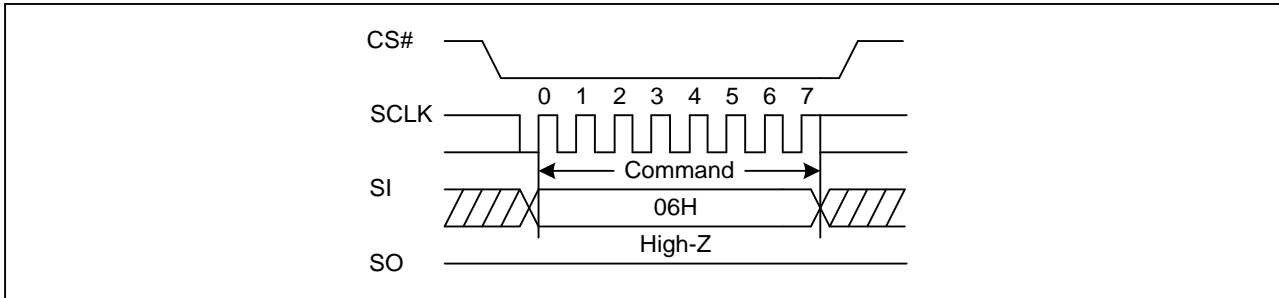 CS#
0 1 2 3 4 5 6 7
SCLK
Command
SI
06H
High-Z
SO